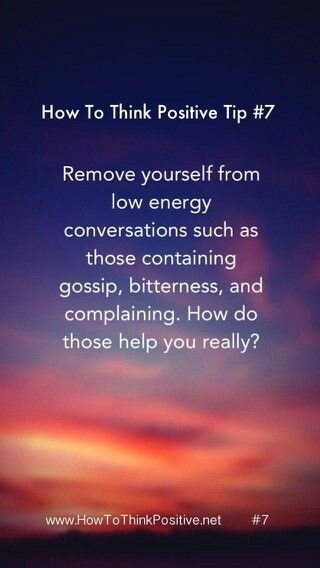 How To Think Positive Tip #7
Remove yourself from
low energy
conversations such as
those containing
gossip, bitterness, and
complaining. How do
those help you really?
www.HowToThinkPositive.net #7